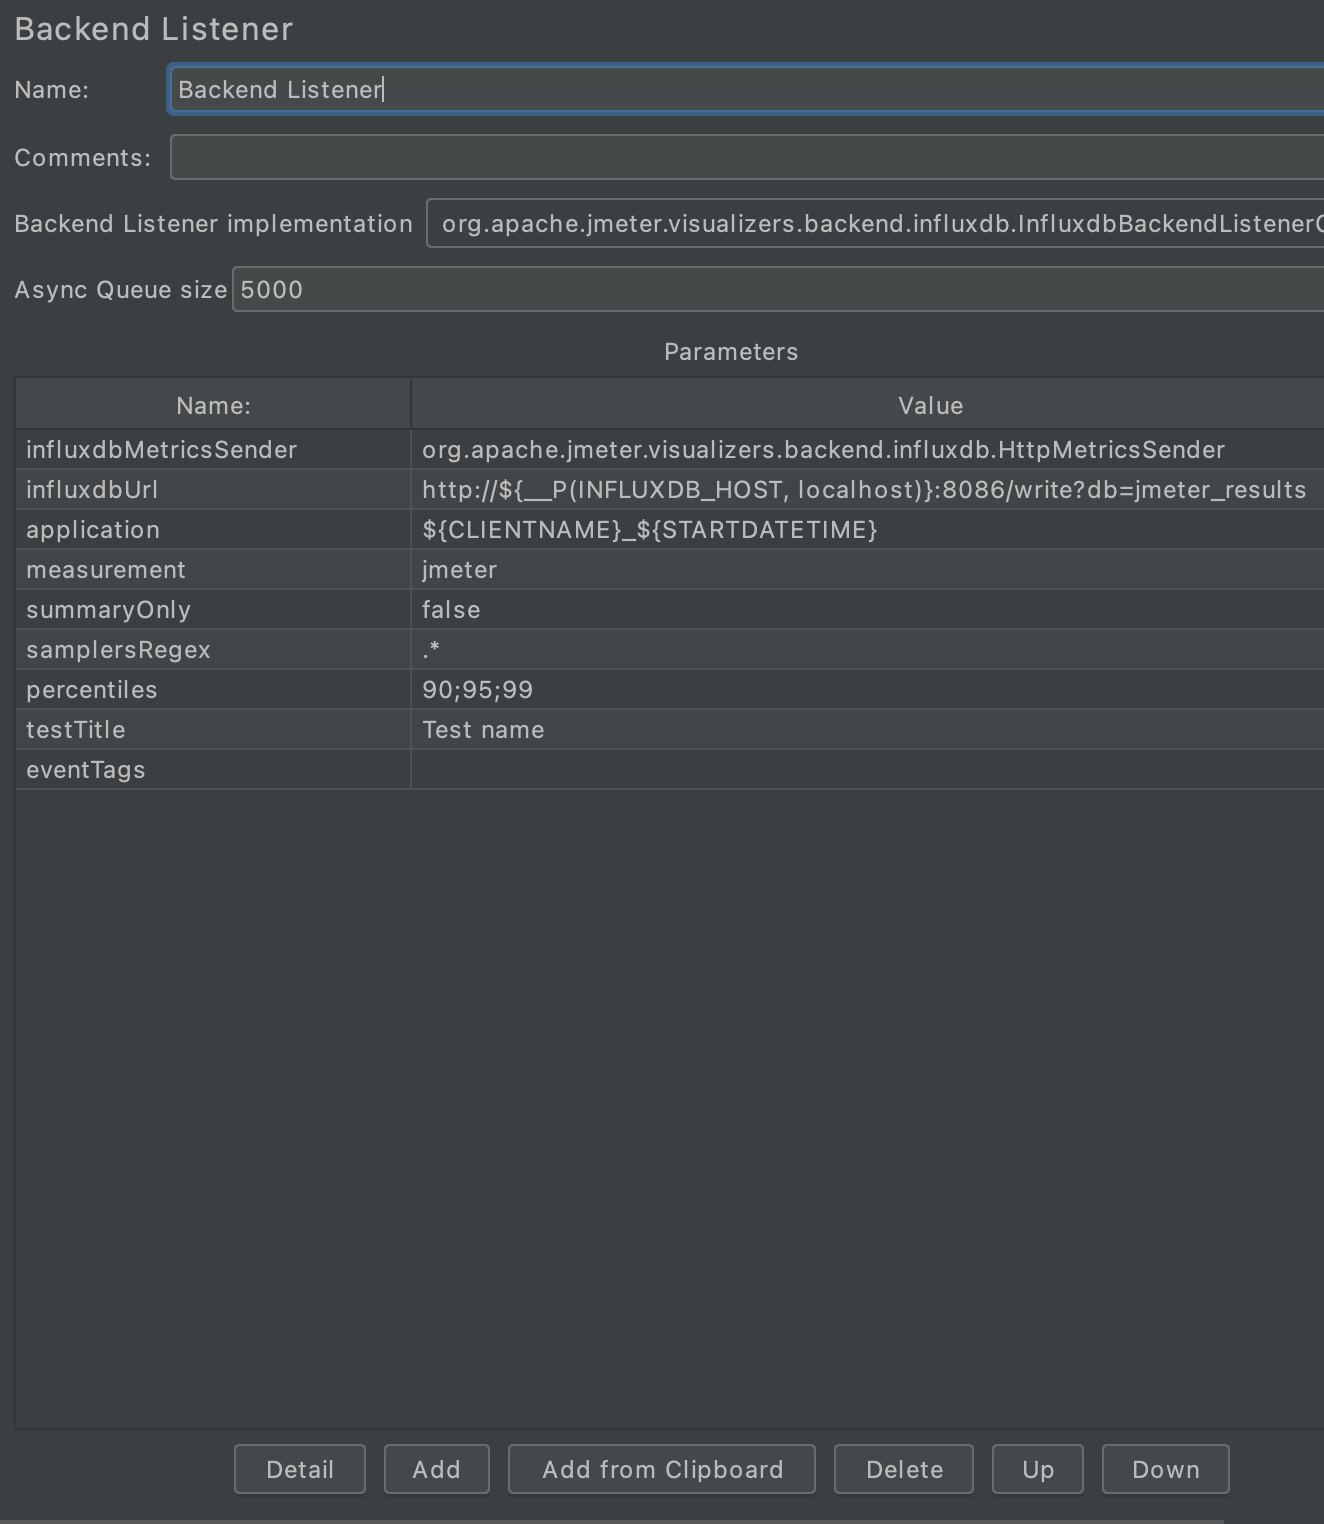 Backend Listener
Name: Backend Listener
Comments:
Backend Listener implementation org.apache.jmeter.visualizers.backend.influxdb.InfluxdbBackendListenerC
Async Queue size 5000
Parameters
Name: Value
influxdbMetricsSender org.apache.jmeter.visualizers.backend.influxdb.HttpMetricsSender
influxdbUrl http://${__P(INFLUXDB_HOST, localhost)}:8086/write?db=jmeter_results
application ${CLIENTNAME}_${STARTDATETIME}
measurement jmeter
summaryOnly false
samplersRegex .*
percentiles 90;95;99
testTitle Test name
eventTags
Detail Add Add from Clipboard Delete Up Down